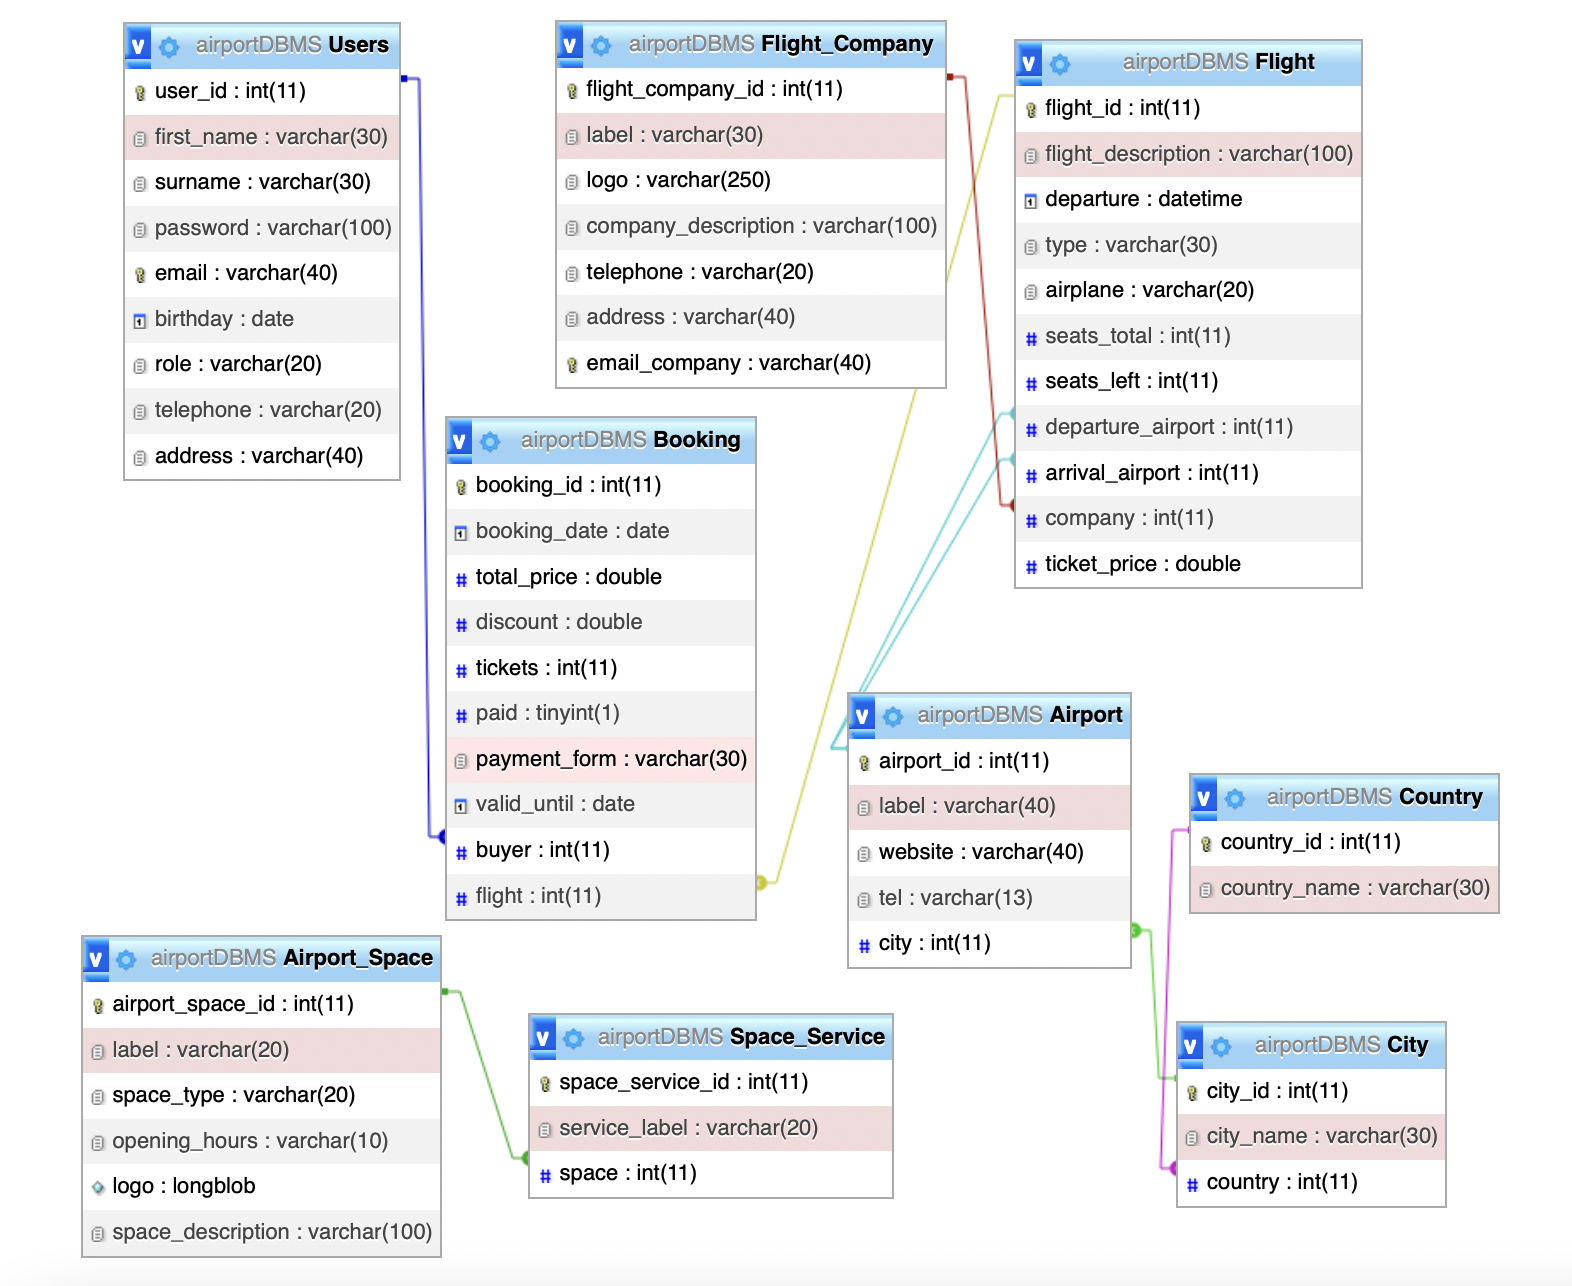 airportDBMS Users
user_id : int(11)
first_name : varchar(30)
surname : varchar(30)
password : varchar(100)
email : varchar(40)
birthday : date
role : varchar(20)
telephone : varchar(20)
address : varchar(40)
airportDBMS Flight_Company
flight_company_id : int(11)
label : varchar(30)
logo : varchar(250)
company_description : varchar(100)
telephone : varchar(20)
address : varchar(40)
email_company : varchar(40)
airportDBMS Flight
flight_id : int(11)
flight_description : varchar(100)
departure : datetime
type : varchar(30)
airplane : varchar(20)
seats_total : int(11)
seats_left : int(11)
departure_airport : int(11)
arrival_airport : int(11)
company : int(11)
ticket_price : double
airportDBMS Booking
booking_id : int(11)
booking_date : date
total_price : double
discount : double
tickets : int(11)
paid : tinyint(1)
payment_form : varchar(30)
valid_until : date
buyer : int(11)
flight : int(11)
airportDBMS Airport
airport_id : int(11)
label : varchar(40)
website : varchar(40)
tel : varchar(13)
city : int(11)
airportDBMS Country
country_id : int(11)
country_name : varchar(30)
airportDBMS Airport_Space
airport_space_id : int(11)
label : varchar(20)
space_type : varchar(20)
opening_hours : varchar(10)
logo : longblob
space_description : varchar(100)
airportDBMS Space_Service
space_service_id : int(11)
service_label : varchar(20)
space : int(11)
airportDBMS City
city_id : int(11)
city_name : varchar(30)
country : int(11)